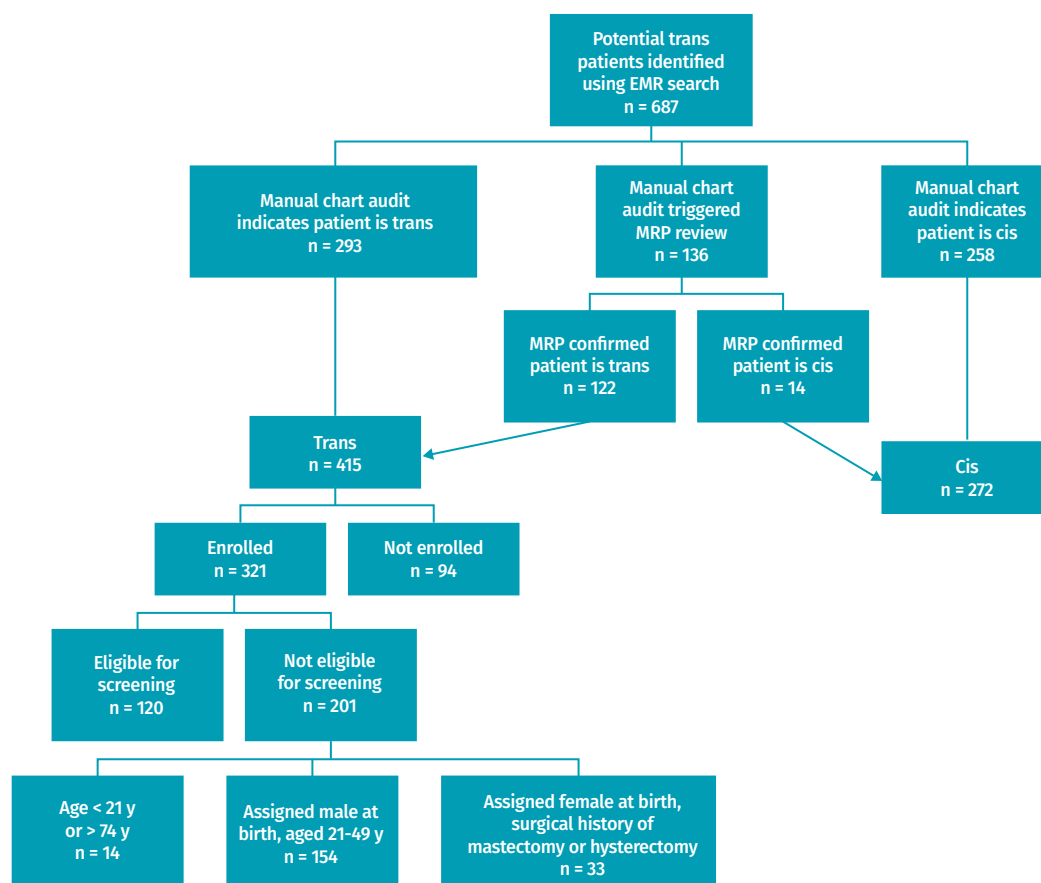 Potential trans
patients identified
using EMR search
n = 687
Manual chart audit
indicates patient is trans
n = 293
Manual chart
audit triggered
MRP review
n = 136
Manual chart
audit indicates
patient is cis
n = 258
MRP confirmed
patient is trans
n = 122
MRP confirmed
patient is cis
n = 14
Trans
n = 415
Cis
n = 272
Enrolled
n = 321
Not enrolled
n = 94
Eligible for
screening
n = 120
Not eligible
for screening
n = 201
Age < 21 y
or > 74 y
n = 14
Assigned male at
birth, aged 21-49 y
n = 154
Assigned female at birth,
surgical history of
mastectomy or hysterectomy
n = 33